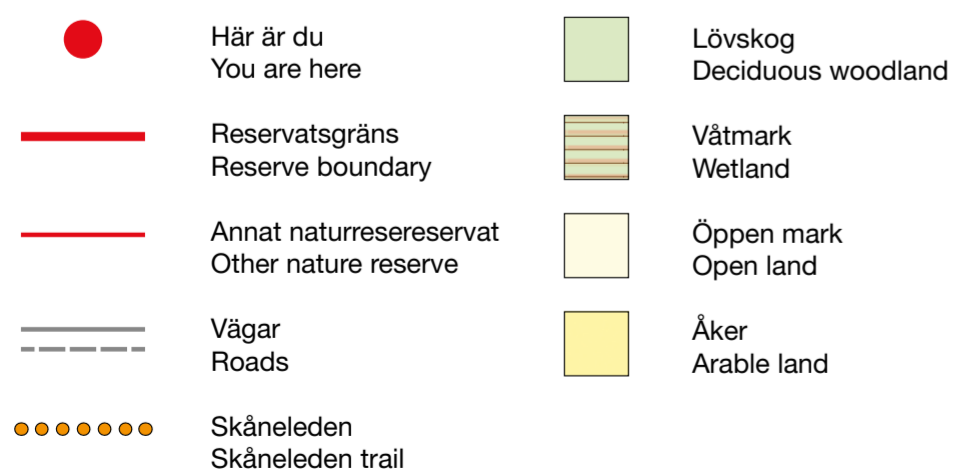 Här är du
You are here
Reservatsgräns
Reserve boundary
Annat naturresereservat
Other nature reserve
Vägar
Roads
Skåneleden
Skåneleden trail
Lövskog
Deciduous woodland
Våtmark
Wetland
Öppen mark
Open land
Åker
Arable land